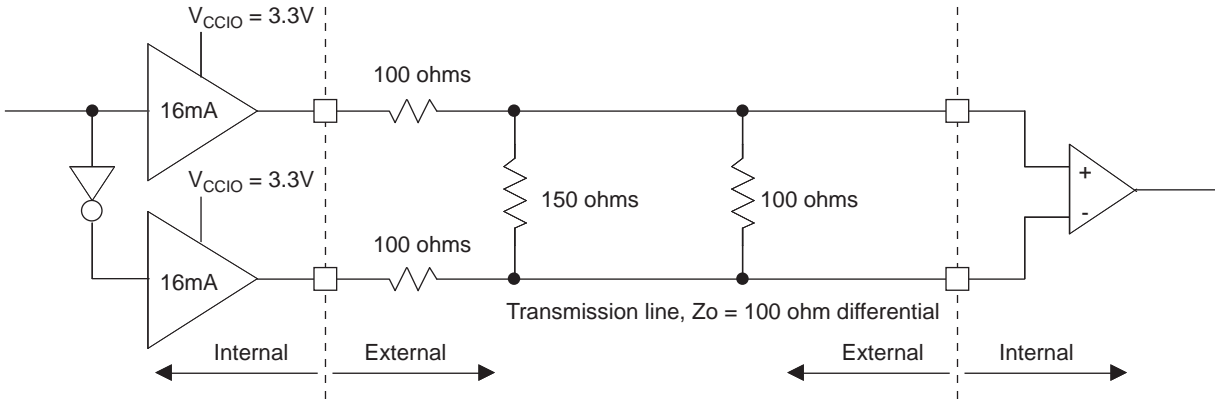 VCCIO = 3.3V
100 ohms
16mA
+
-
150 ohms
100 ohms
VCCIO = 3.3V
100 ohms
16mA
Transmission line, Zo = 100 ohm differential
Internal
External
External
Internal